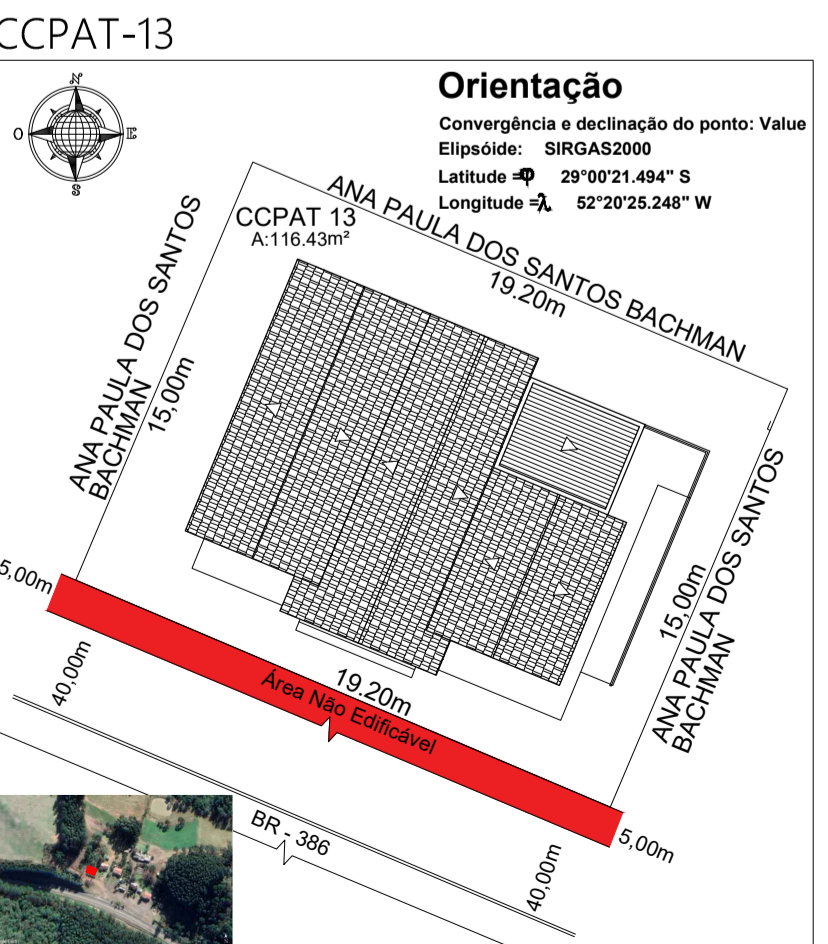 CCPAT-13
N
O
E
S
Orientação
Convergência e declinação do ponto: Value
Elipsóide: SIRGAS2000
Latitude =φ 29°00'21.494" S
Longitude =λ 52°20'25.248" W
CCPAT 13
A:116.43m²
ANA PAULA DOS SANTOS BACHMAN
19.20m
ANA PAULA DOS SANTOS
BACHMAN
15,00m
15,00m
ANA PAULA DOS SANTOS
BACHMAN
5,00m
40,00m
19.20m
Área Não Edificável
BR - 386
5,00m
40,00m